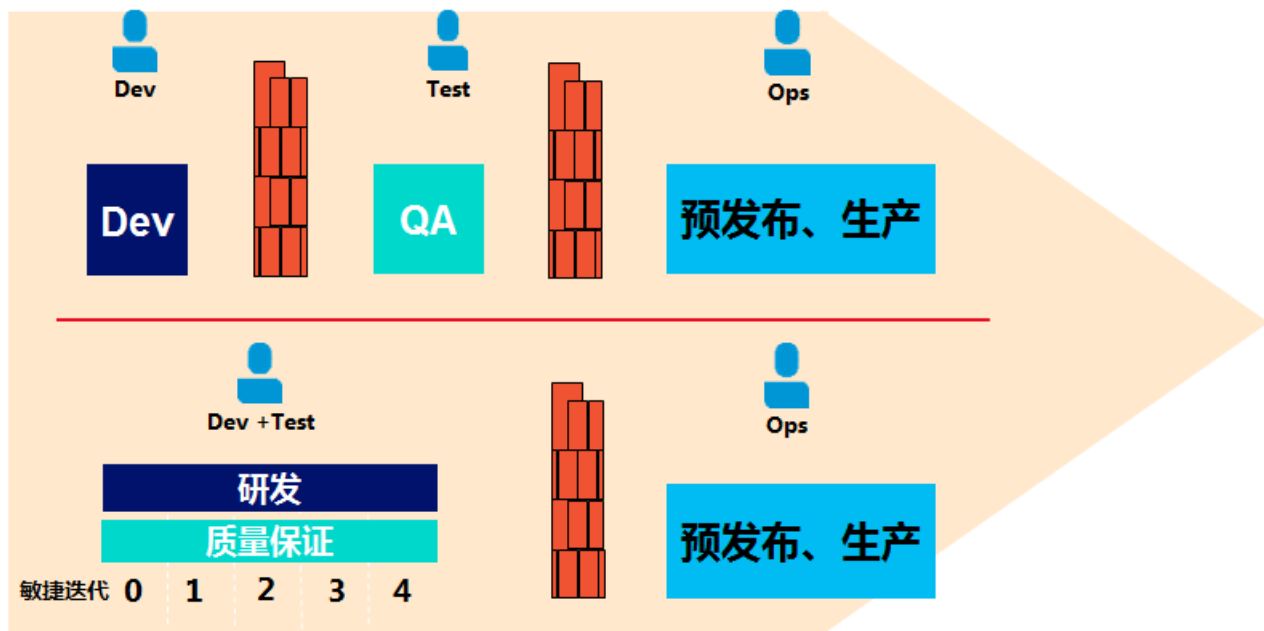 Dev
Test
Ops
Dev
QA
预发布、生产
Dev +Test
Ops
研发
质量保证
预发布、生产
敏捷迭代 0 1 2 3 4